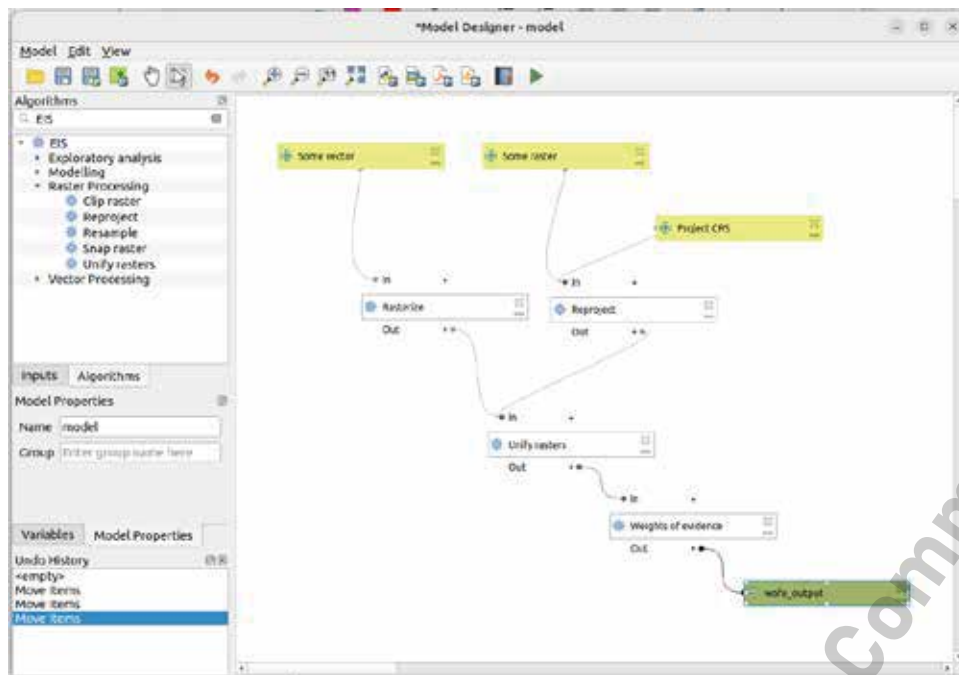 *Model Designer - model
Model Edit View
Algorithms
EIS
EIS
Exploratory analysis
Modelling
Raster Processing
Clip raster
Reproject
Resample
Snap raster
Unify rasters
Vector Processing
Inputs Algorithms
Model Properties
Name model
Group Enter group name here
Variables Model Properties
Undo History
<empty>
Move Items
Move Items
Move Items
Some vector
Some raster
Project CRS
In
In
Rasterize
Reproject
Out
Out
In
Unify rasters
Out
In
Weights of evidence
Out
wofe_output
Comm